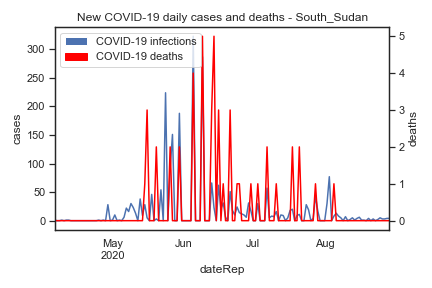 New COVID-19 daily cases and deaths - South_Sudan
COVID-19 infections
COVID-19 deaths
300
250
200
150
100
50
0
cases
5
4
3
2
1
0
deaths
May
2020
Jun
Jul
Aug
dateRep